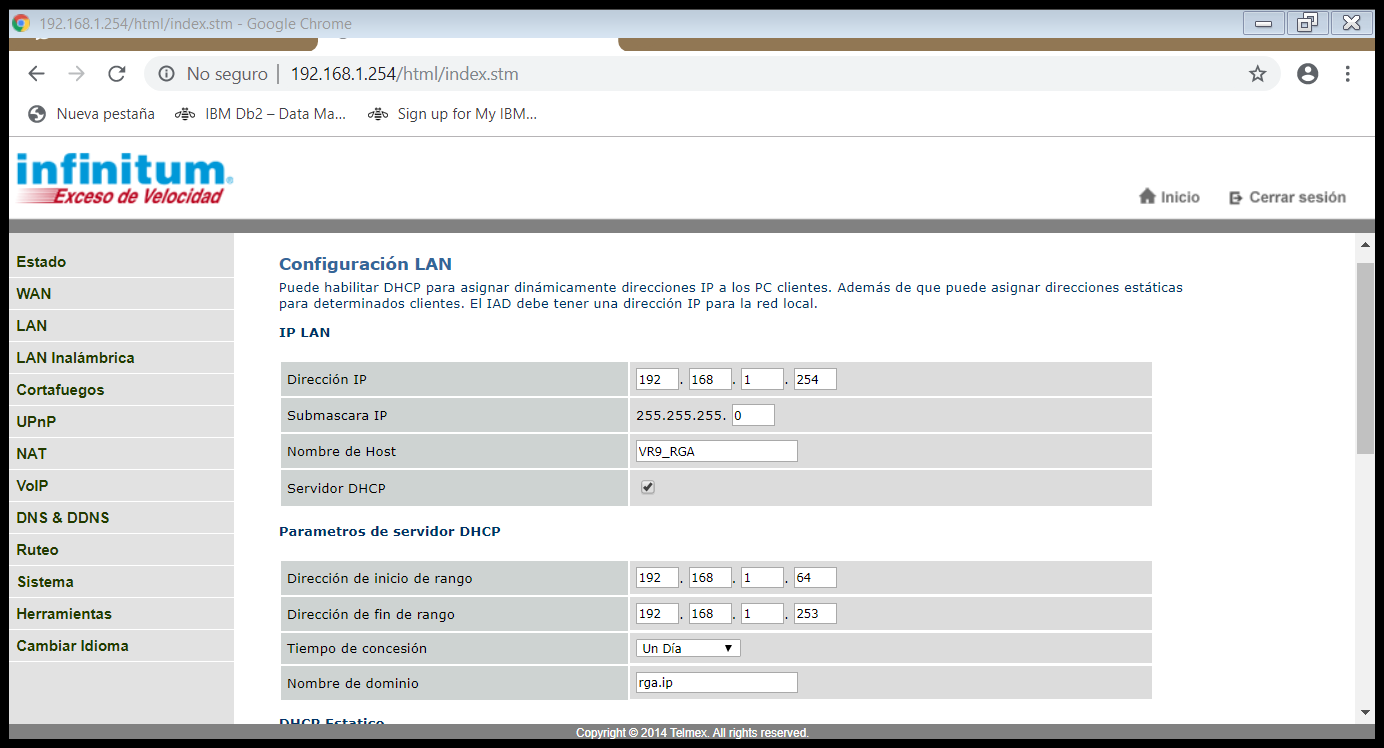 192.168.1.254/html/index.stm - Google Chrome
No seguro | 192.168.1.254/html/index.stm
Nueva pestaña IBM Db2 – Data Ma... Sign up for My IBM...
infinitum®
Exceso de Velocidad
Inicio Cerrar sesión
Estado
WAN
LAN
LAN Inalámbrica
Cortafuegos
UPnP
NAT
VoIP
DNS & DDNS
Ruteo
Sistema
Herramientas
Cambiar Idioma
Configuración LAN
Puede habilitar DHCP para asignar dinámicamente direcciones IP a los PC clientes. Además de que puede asignar direcciones estáticas
para determinados clientes. El IAD debe tener una dirección IP para la red local.
IP LAN
Dirección IP 192 . 168 . 1 . 254
Submascara IP 255.255.255. 0
Nombre de Host VR9_RGA
Servidor DHCP
Parametros de servidor DHCP
Dirección de inicio de rango 192 . 168 . 1 . 64
Dirección de fin de rango 192 . 168 . 1 . 253
Tiempo de concesión Un Día
Nombre de dominio rga.ip
DHCP Estatico
Copyright © 2014 Telmex. All rights reserved.